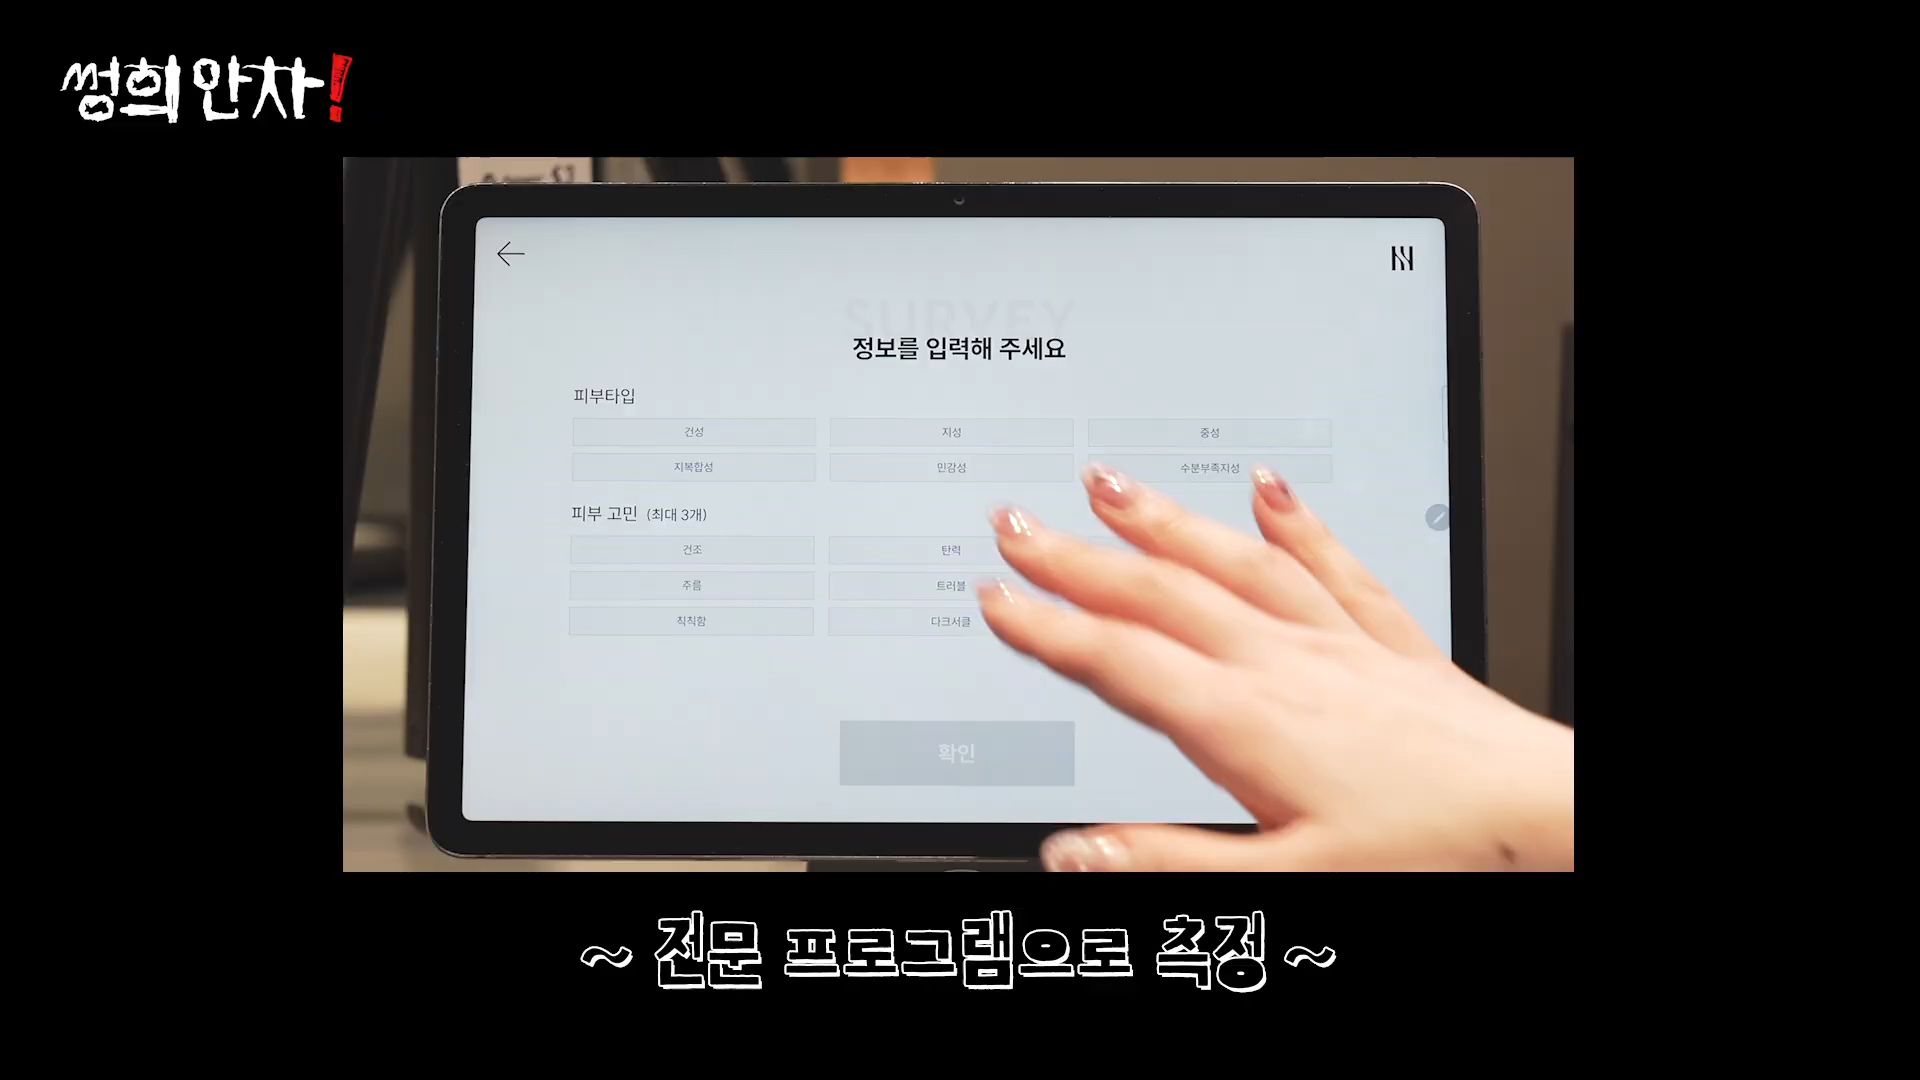 썽희안차!
SURVEY
정보를 입력해 주세요
피부타입
건성 지성 중성
지복합성 민감성 수분부족지성
피부 고민 (최대 3개)
건조 탄력
주름 트러블
칙칙함 다크서클
확인
~ 전문 프로그램으로 측정 ~